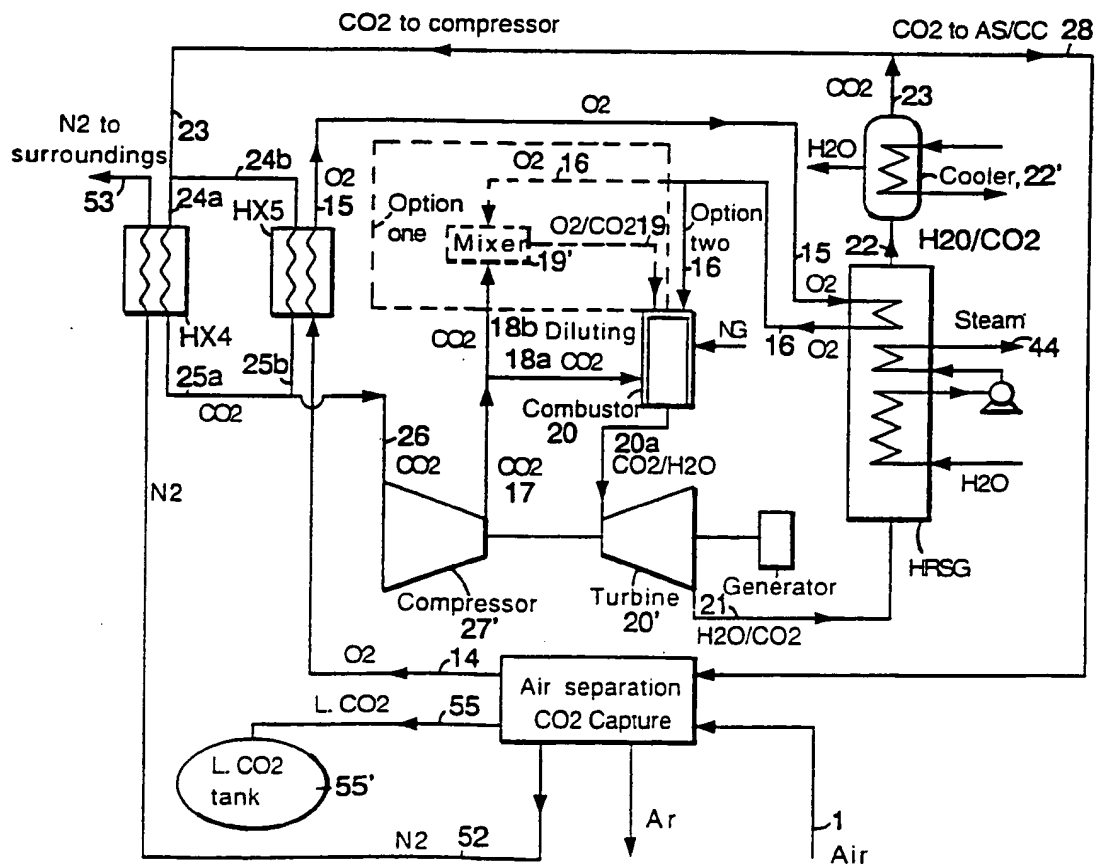 CO2 to compressor
CO2 to AS/CC 28
CO2
23
23
O2
N2 to
surroundings
53
24b
24a
HX5
O2
15
O2 16
Option
one
Mixer
19'
O2/CO2 19
Option
two
16
H2O
Cooler, 22'
22
H20/CO2
15
O2
HX4
18b Diluting
CO2
18a CO2
NG
16
O2
Steam
44
25a
25b
CO2
Combustor
20
20a
CO2/H2O
26
CO2
CO2
17
H2O
N2
HRSG
Compressor
27'
Turbine
20'
Generator
21
H2O/CO2
O2
14
Air separation
CO2 Capture
L. CO2
55
L. CO2
tank
55'
N2
52
Ar
1
Air